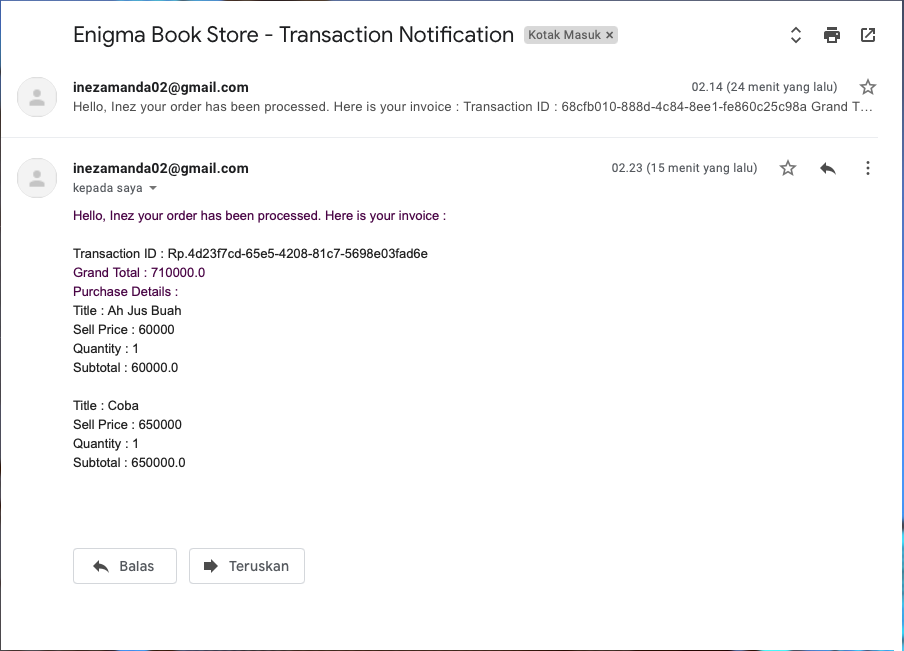 Enigma Book Store - Transaction Notification Kotak Masuk ×
inezamanda02@gmail.com 02.14 (24 menit yang lalu)
Hello, Inez your order has been processed. Here is your invoice : Transaction ID : 68cfb010-888d-4c84-8ee1-fe860c25c98a Grand T...
inezamanda02@gmail.com 02.23 (15 menit yang lalu)
kepada saya
Hello, Inez your order has been processed. Here is your invoice :
Transaction ID : Rp.4d23f7cd-65e5-4208-81c7-5698e03fad6e
Grand Total : 710000.0
Purchase Details :
Title : Ah Jus Buah
Sell Price : 60000
Quantity : 1
Subtotal : 60000.0
Title : Coba
Sell Price : 650000
Quantity : 1
Subtotal : 650000.0
Balas Teruskan